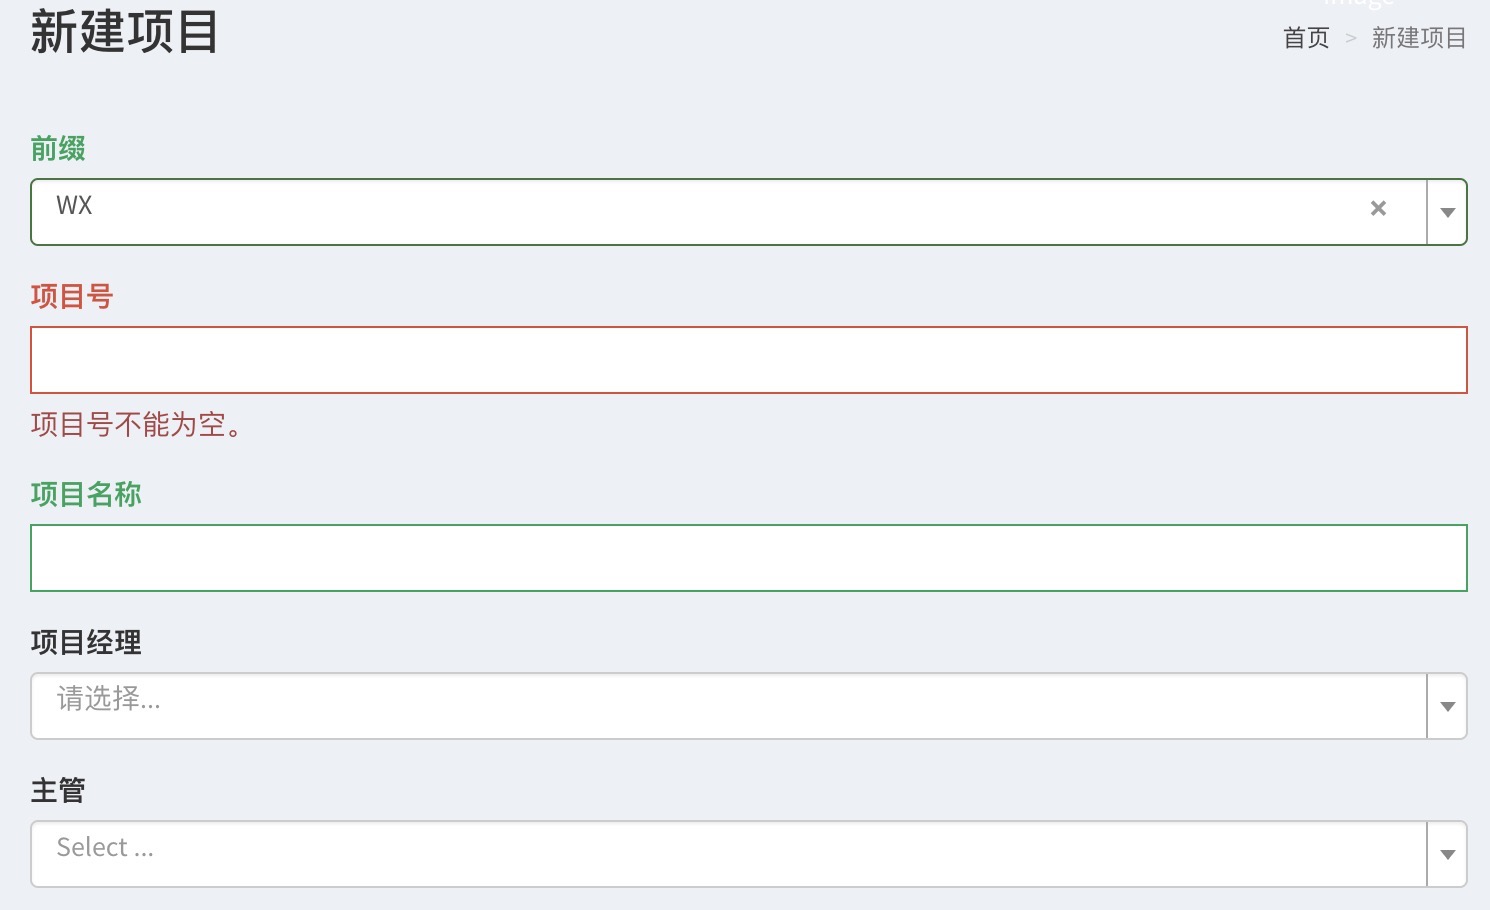 新建项目
首页 > 新建项目
前缀
WX
项目号
项目号不能为空。
项目名称
项目经理
请选择...
主管
Select ...